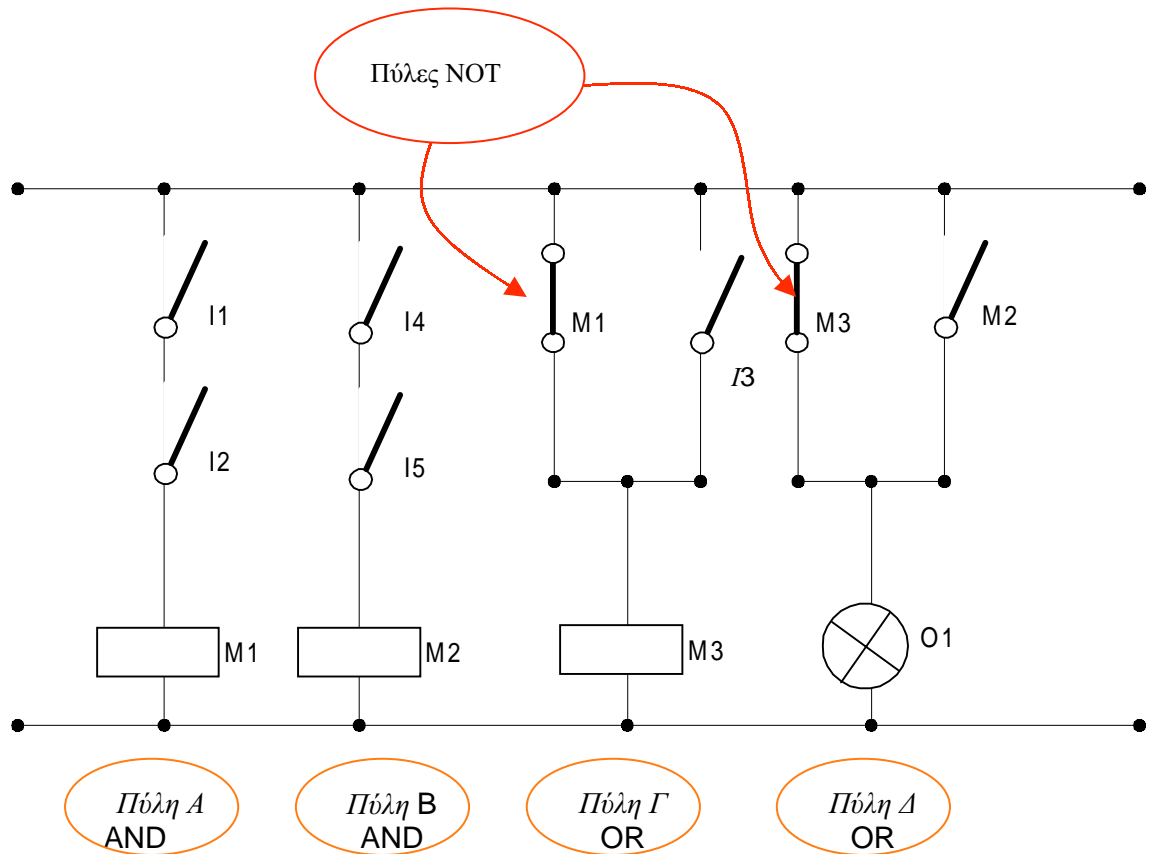 Πύλες NOT
I1
I4
M1
I3
M3
M2
I2
I5
M1
M2
M3
O1
Πύλη Α
AND
Πύλη B
AND
Πύλη Γ
OR
Πύλη Δ
OR